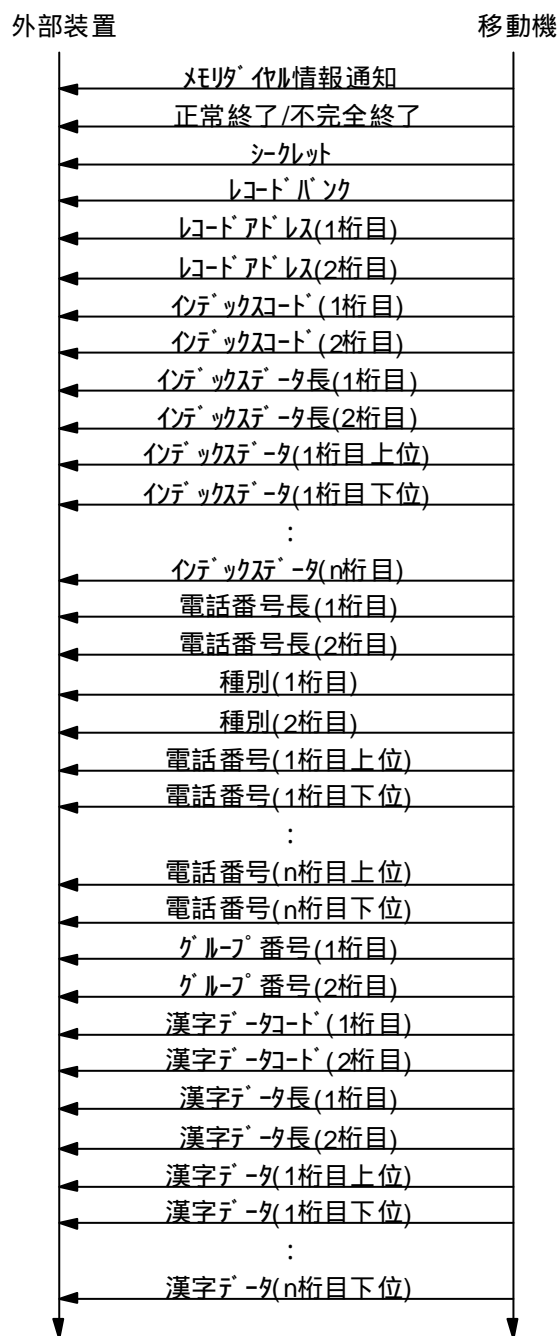 外部装置 移動機
ﾒﾓﾘﾀﾞｲﾔﾙ情報通知
正常終了/不完全終了
ｼｰｸﾚｯﾄ
ﾚｺｰﾄﾞﾊﾞﾝｸ
ﾚｺｰﾄﾞｱﾄﾞﾚｽ(1桁目)
ﾚｺｰﾄﾞｱﾄﾞﾚｽ(2桁目)
ｲﾝﾃﾞｯｸｽｺｰﾄﾞ(1桁目)
ｲﾝﾃﾞｯｸｽｺｰﾄﾞ(2桁目)
ｲﾝﾃﾞｯｸｽﾃﾞｰﾀ長(1桁目)
ｲﾝﾃﾞｯｸｽﾃﾞｰﾀ長(2桁目)
ｲﾝﾃﾞｯｸｽﾃﾞｰﾀ(1桁目上位)
ｲﾝﾃﾞｯｸｽﾃﾞｰﾀ(1桁目下位)
:
ｲﾝﾃﾞｯｸｽﾃﾞｰﾀ(n桁目)
電話番号長(1桁目)
電話番号長(2桁目)
種別(1桁目)
種別(2桁目)
電話番号(1桁目上位)
電話番号(1桁目下位)
:
電話番号(n桁目上位)
電話番号(n桁目下位)
ｸﾞﾙｰﾌﾟ番号(1桁目)
ｸﾞﾙｰﾌﾟ番号(2桁目)
漢字ﾃﾞｰﾀｺｰﾄﾞ(1桁目)
漢字ﾃﾞｰﾀｺｰﾄﾞ(2桁目)
漢字ﾃﾞｰﾀ長(1桁目)
漢字ﾃﾞｰﾀ長(2桁目)
漢字ﾃﾞｰﾀ(1桁目上位)
漢字ﾃﾞｰﾀ(1桁目下位)
:
漢字ﾃﾞｰﾀ(n桁目下位)